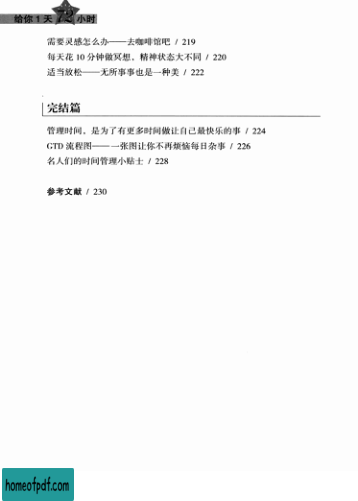 给你1天 小时
需要灵感怎么办——去咖啡馆吧 / 219
每天花 10 分钟做冥想，精神状态大不同 / 220
适当放松——无所事事也是一种美 / 222
完结篇
管理时间，是为了有更多时间做让自己最快乐的事 / 224
GTD 流程图——一张图让你不再烦恼每日杂事 / 226
名人们的时间管理小贴士 / 228
参考文献 / 230
homeofpdf.com